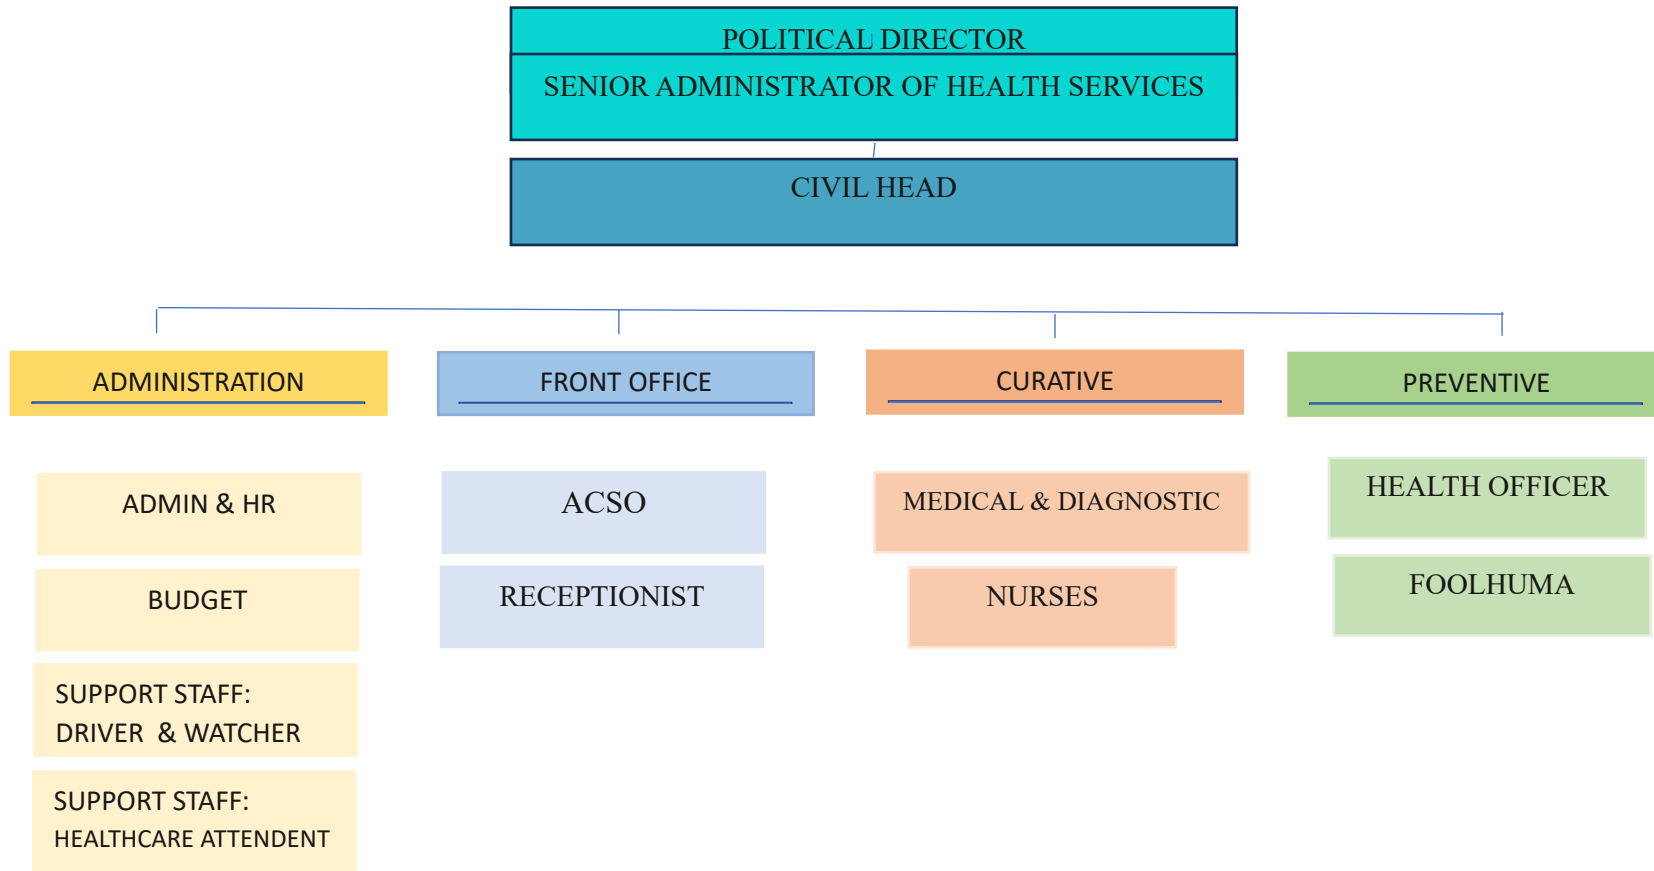 POLITICAL DIRECTOR
SENIOR ADMINISTRATOR OF HEALTH SERVICES
CIVIL HEAD
ADMINISTRATION
FRONT OFFICE
CURATIVE
PREVENTIVE
ADMIN & HR
BUDGET
SUPPORT STAFF:
DRIVER & WATCHER
SUPPORT STAFF:
HEALTHCARE ATTENDENT
ACSO
RECEPTIONIST
MEDICAL & DIAGNOSTIC
NURSES
HEALTH OFFICER
FOOLHUMA